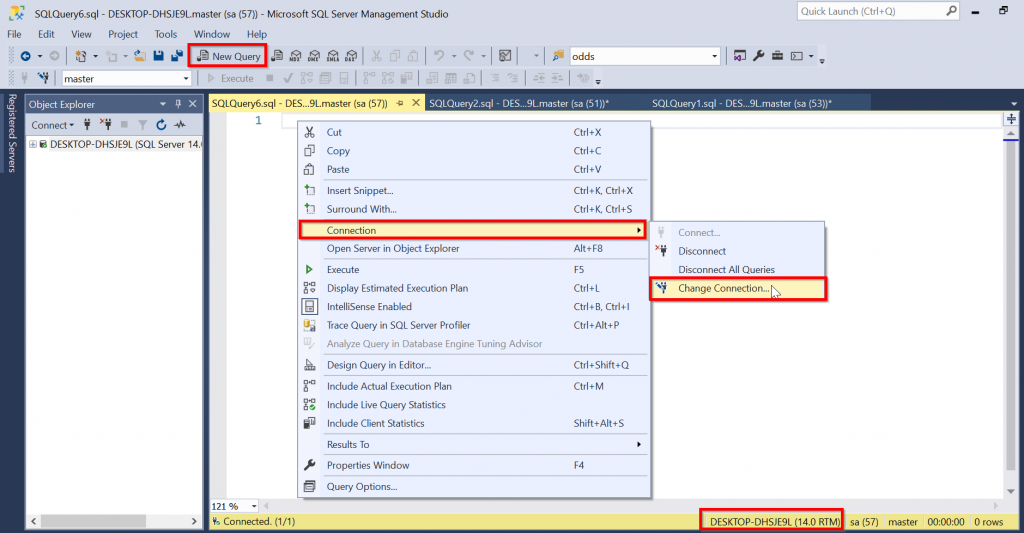 SQLQuery6.sql - DESKTOP-DHSJE9L.master (sa (57)) - Microsoft SQL Server Management Studio
Quick Launch (Ctrl+Q)
File Edit View Project Tools Window Help
New Query MDX DMX XMLA DAX odds
master Execute
Registered Servers
Object Explorer
SQLQuery6.sql - DES...9L.master (sa (57)) SQLQuery2.sql - DES...9L.master (sa (51))* SQLQuery1.sql - DES...9L.master (sa (53))*
Connect
1
DESKTOP-DHSJE9L (SQL Server 14.0
Cut Ctrl+X
Copy Ctrl+C
Paste Ctrl+V
Insert Snippet... Ctrl+K, Ctrl+X
Surround With... Ctrl+K, Ctrl+S
Connection
Open Server in Object Explorer Alt+F8
Execute F5
Display Estimated Execution Plan Ctrl+L
IntelliSense Enabled Ctrl+B, Ctrl+I
Trace Query in SQL Server Profiler Ctrl+Alt+P
Analyze Query in Database Engine Tuning Advisor
Design Query in Editor... Ctrl+Shift+Q
Include Actual Execution Plan Ctrl+M
Include Live Query Statistics
Include Client Statistics Shift+Alt+S
Results To
Properties Window F4
Query Options...
Connect...
Disconnect
Disconnect All Queries
Change Connection...
121 %
Connected. (1/1) DESKTOP-DHSJE9L (14.0 RTM) sa (57) master 00:00:00 0 rows